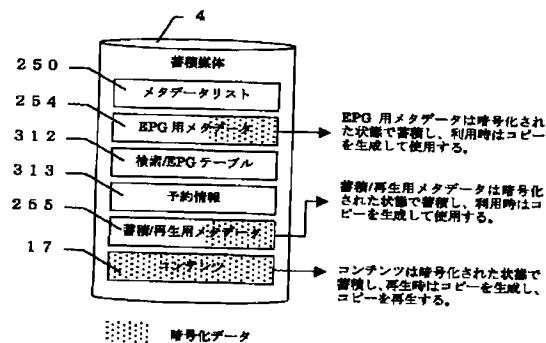 4
蓄積媒体
250
メタデータリスト
254
EPG 用メタデータ
312
検索/EPG テーブル
313
予約情報
255
蓄積/再生用メタデータ
17
コンテンツ
EPG 用メタデータは暗号化され
た状態で蓄積し、利用時はコピー
を生成して使用する。
蓄積/再生用メタデータは暗号化
された状態で蓄積し、利用時はコ
ピーを生成して使用する。
コンテンツは暗号化された状態で
蓄積し、再生時はコピーを生成し、
コピーを再生する。
暗号化データ